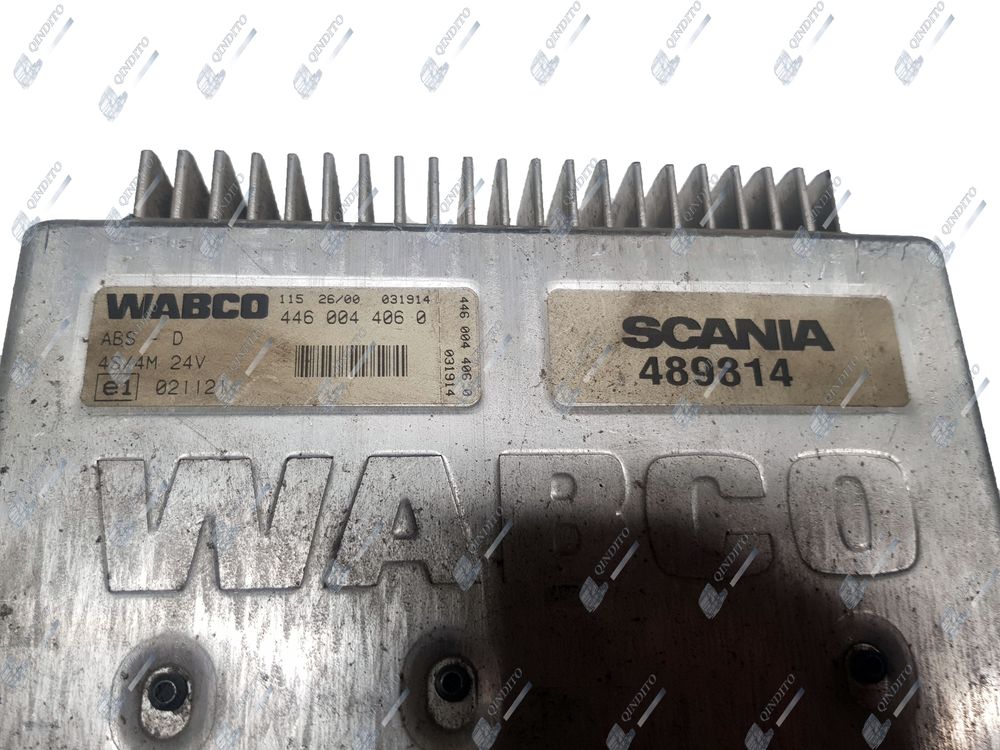 WABCO 115 26/00 031914
446 004 406 0
ABS - D
4S/4M 24V
e1 021121
446 004 406 0
031914
SCANIA
489814
WABCO
QINDITO